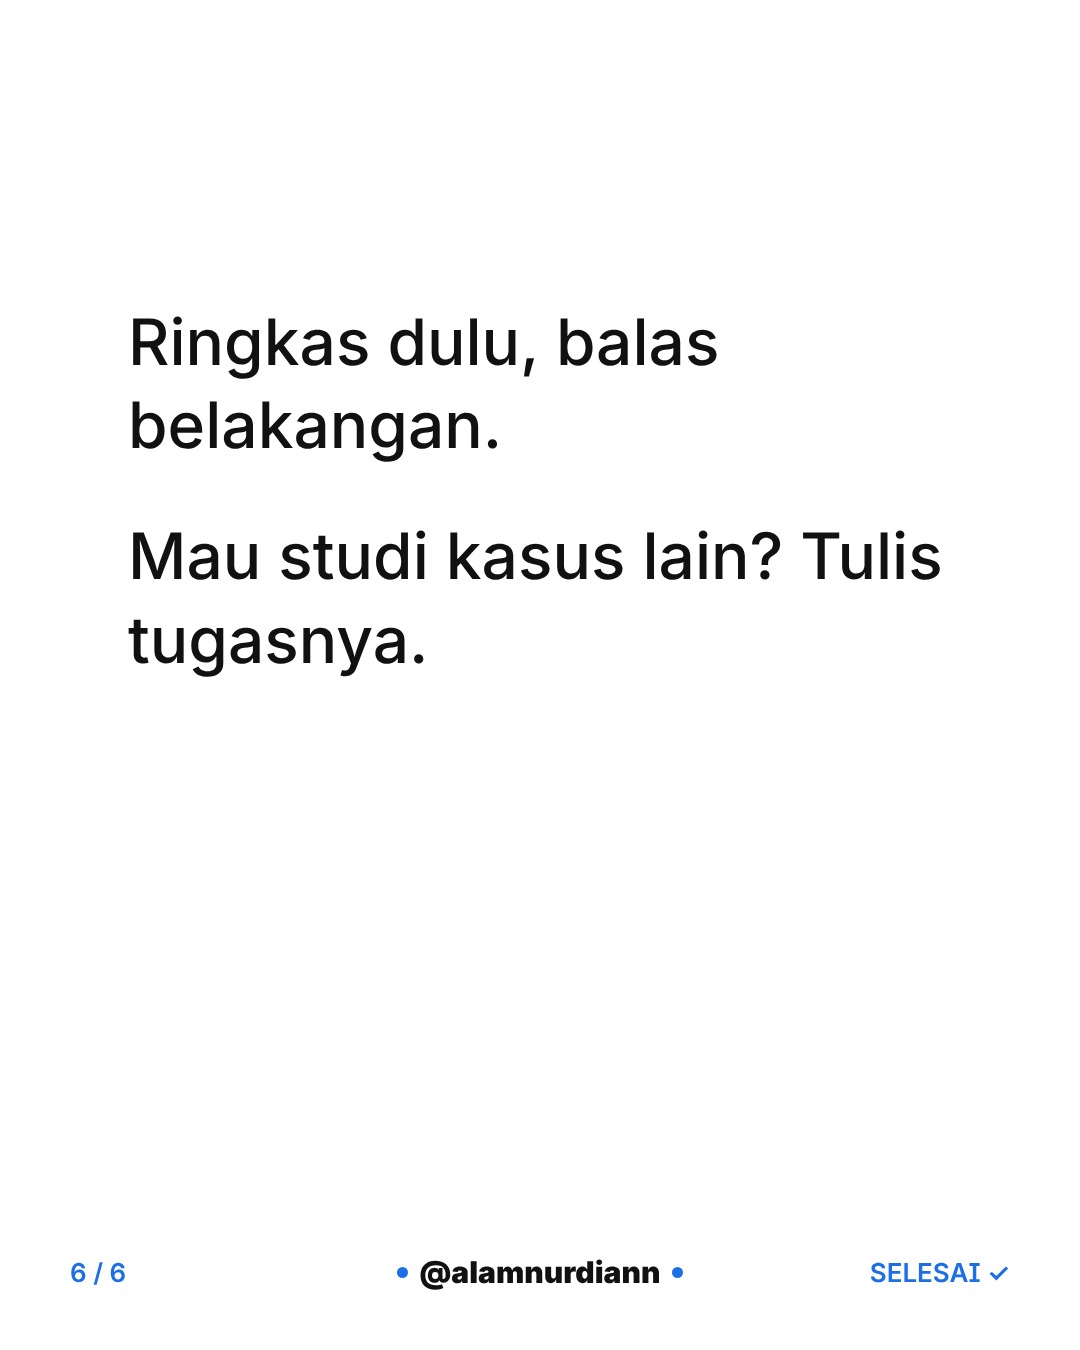 Ringkas dulu, balas
belakangan.
Mau studi kasus lain? Tulis
tugasnya.
6 / 6
• @alamnurdiann •
SELESAI ✓